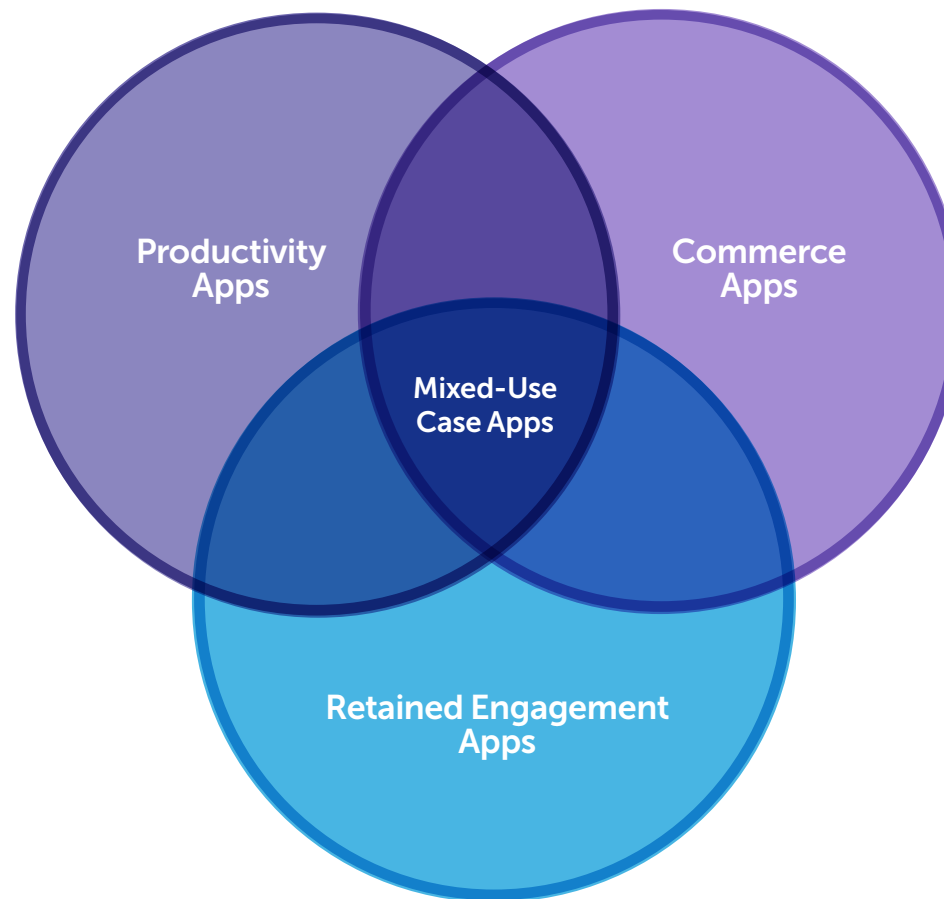 Productivity
Apps
Commerce
Apps
Mixed-Use
Case Apps
Retained Engagement
Apps